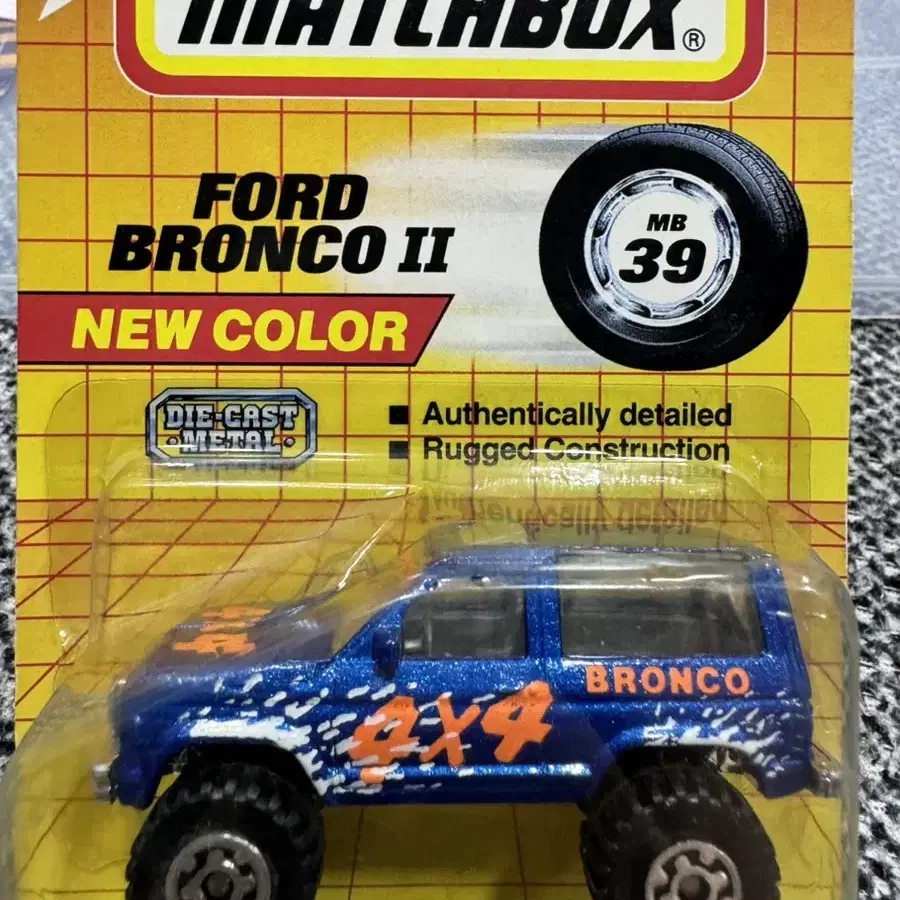 MATCHBOX®
FORD
BRONCO II
MB
39
NEW COLOR
DIE-CAST
METAL
■ Authentically detailed
■ Rugged Construction
4x4
BRONCO
4x4